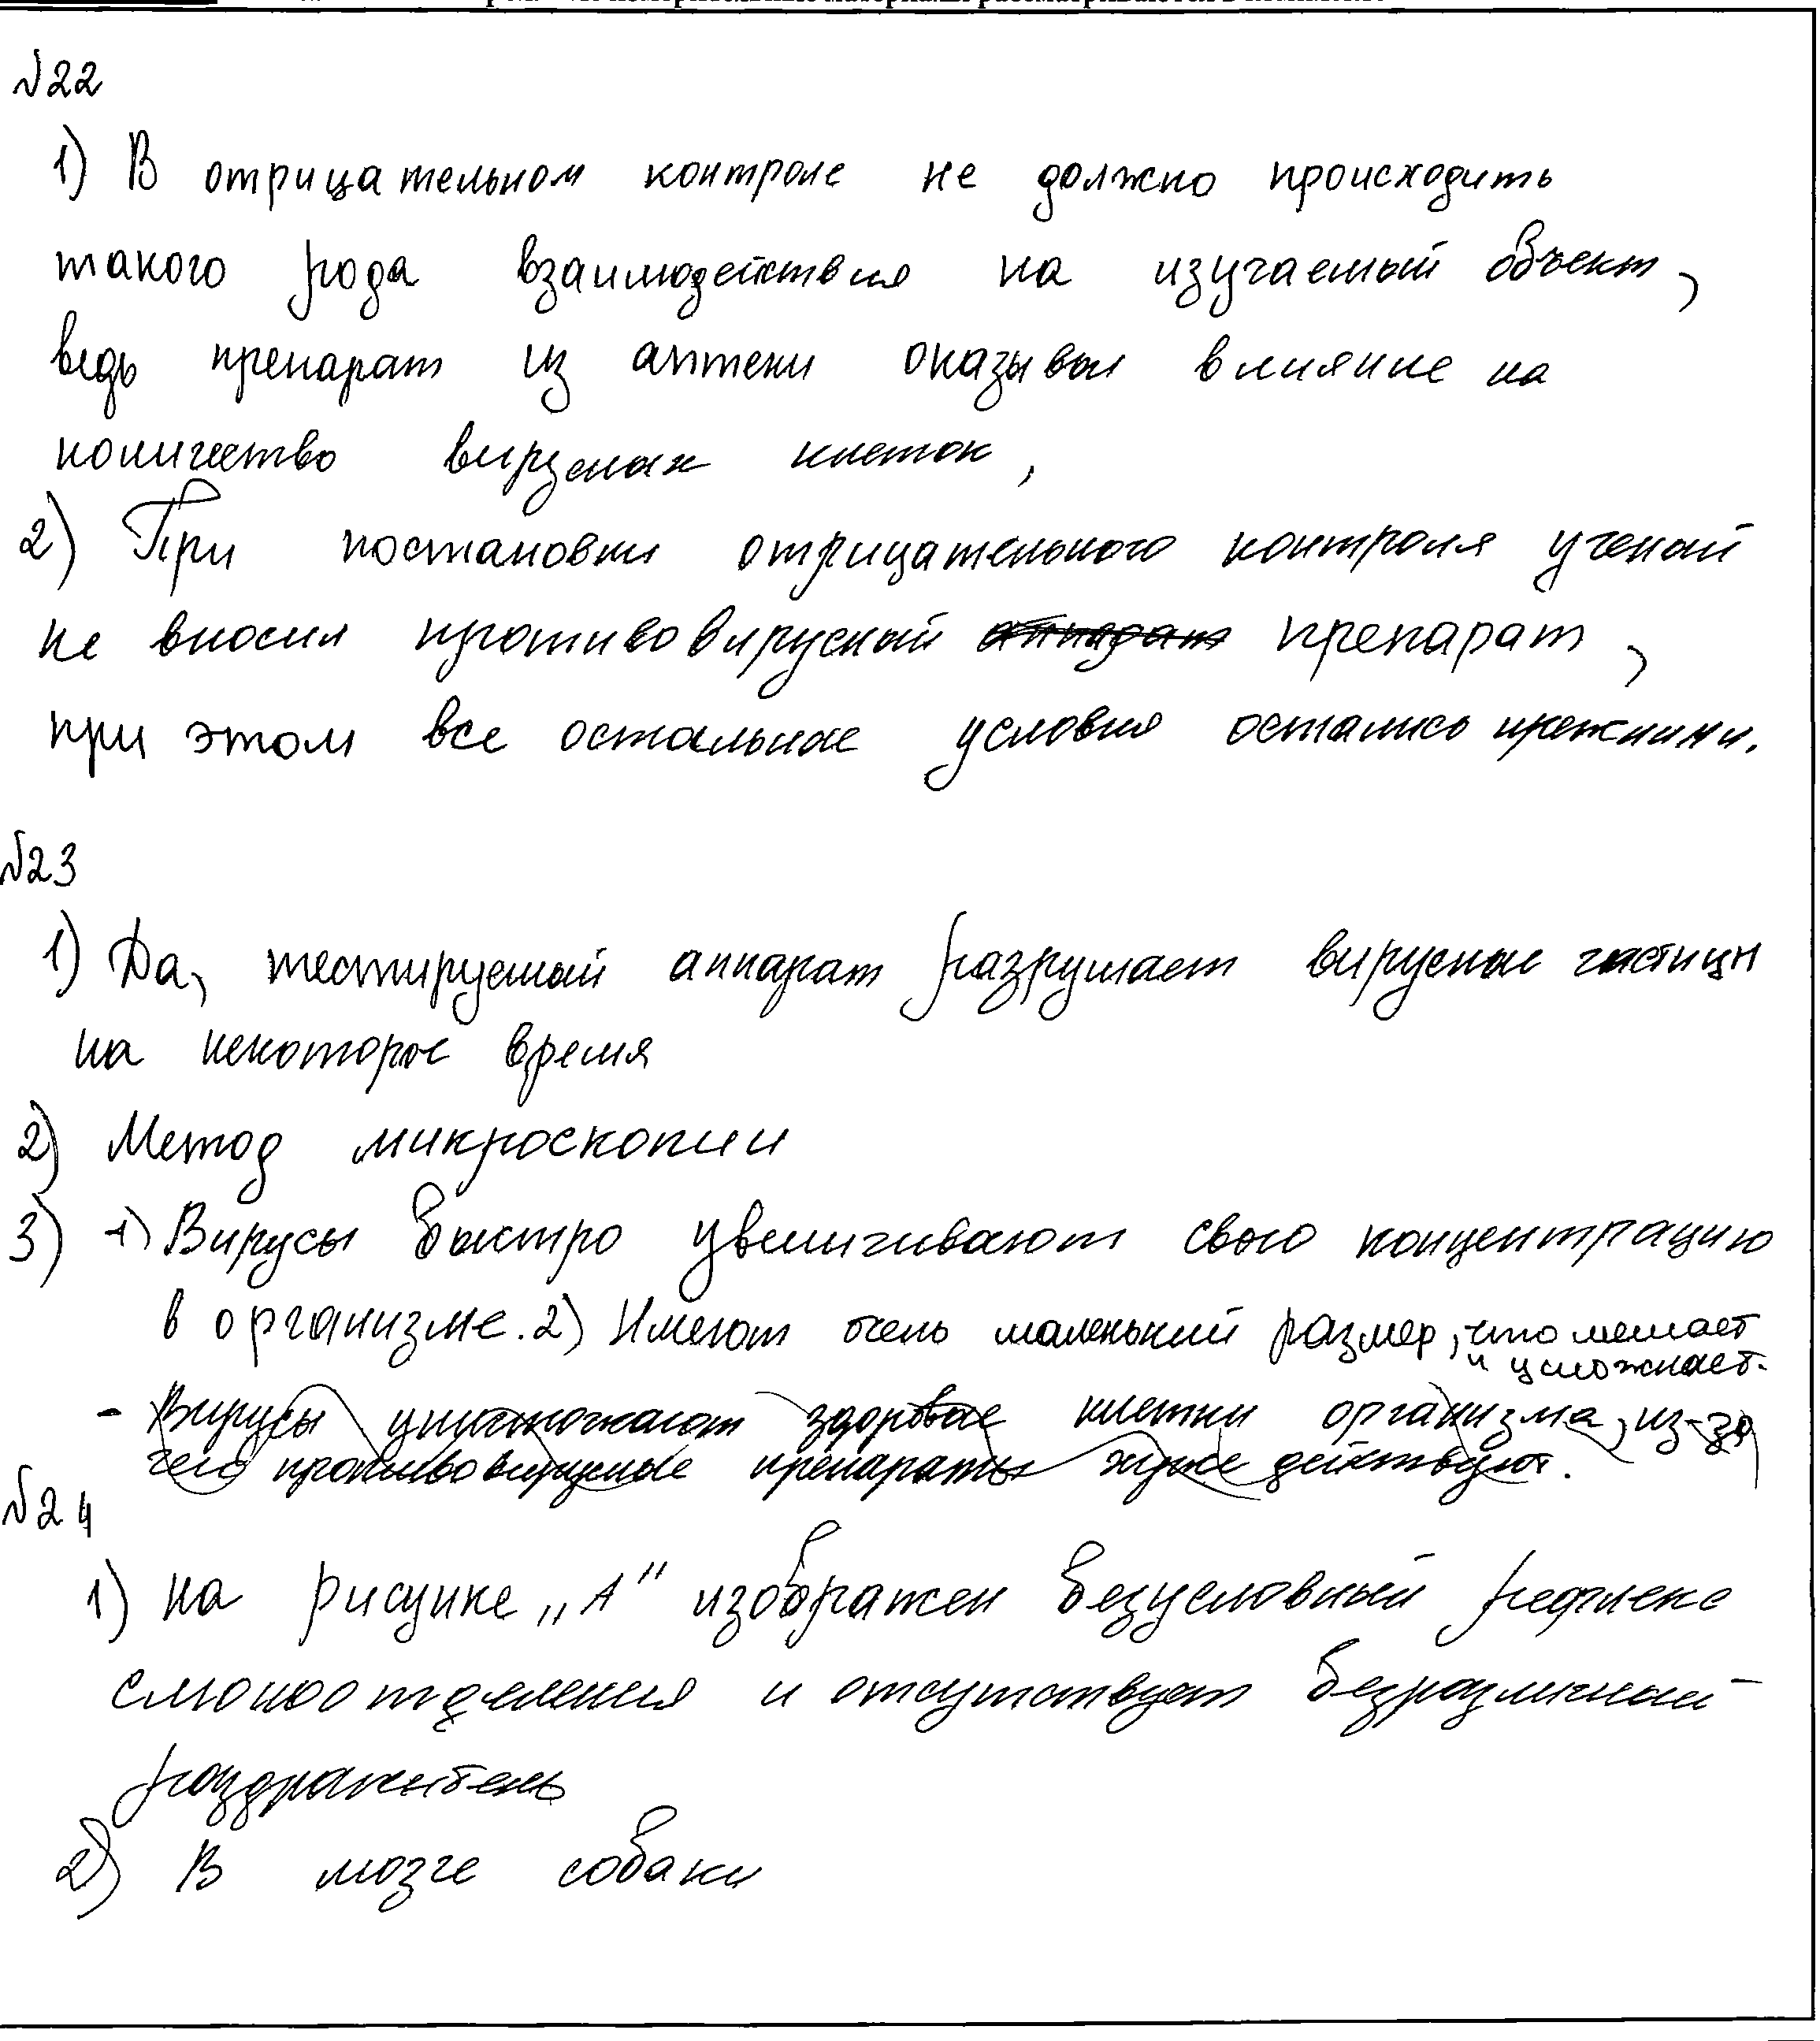 №22
1) В отрицательном контроле не должно происходить
такого рода взаимодействия на изучаемый объект,
ведь препарат из аптеки оказывал влияние на
количество вирусных клеток,
2) При постановки отрицательного контроля ученый
не вносил противовирусный аппарат препарат,
при этом все остальные условия остались прежними.
№23
1) Да, тестируемый аппарат разрушает вирусные частицы
на некоторое время
2) Метод микроскопии
3) 1) Вирусы быстро увеличивают свою концентрацию
в организме. 2) Имеют очень маленький размер, что мешает
и усложняет.
- Вирусы уничтожают здоровые клетки организма, из-за
чего противовирусные препараты хуже действуют.
№24
1) На рисунке „А" изображен безусловный рефлекс
слюноотделения и отсутствует безразличный
раздражитель
2) В мозге собаки